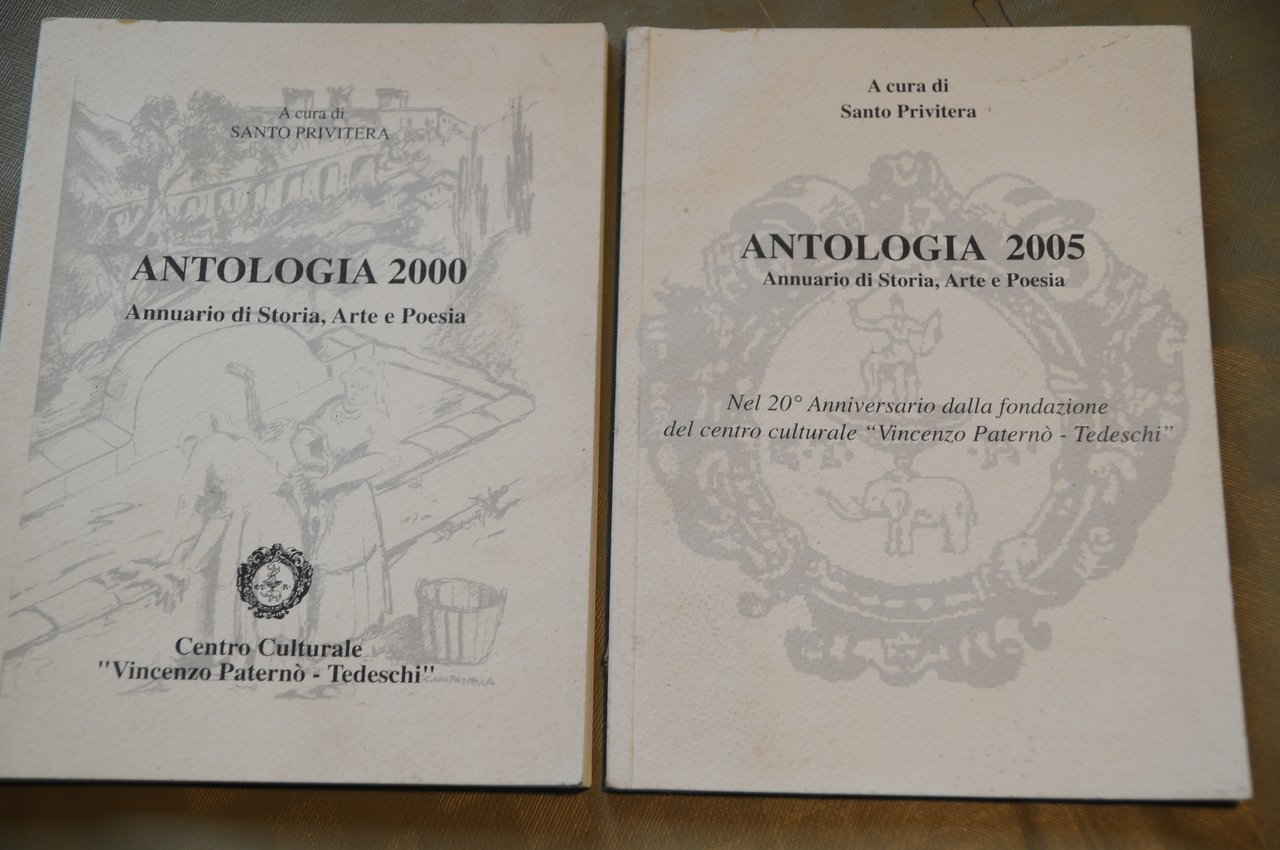 A cura di
SANTO PRIVITERA
ANTOLOGIA 2000
Annuario di Storia, Arte e Poesia
Centro Culturale
"Vincenzo Paternò - Tedeschi"
CAMPANELLA
A cura di
Santo Privitera
ANTOLOGIA 2005
Annuario di Storia, Arte e Poesia
Nel 20° Anniversario dalla fondazione
del centro culturale “Vincenzo Paternò - Tedeschi”